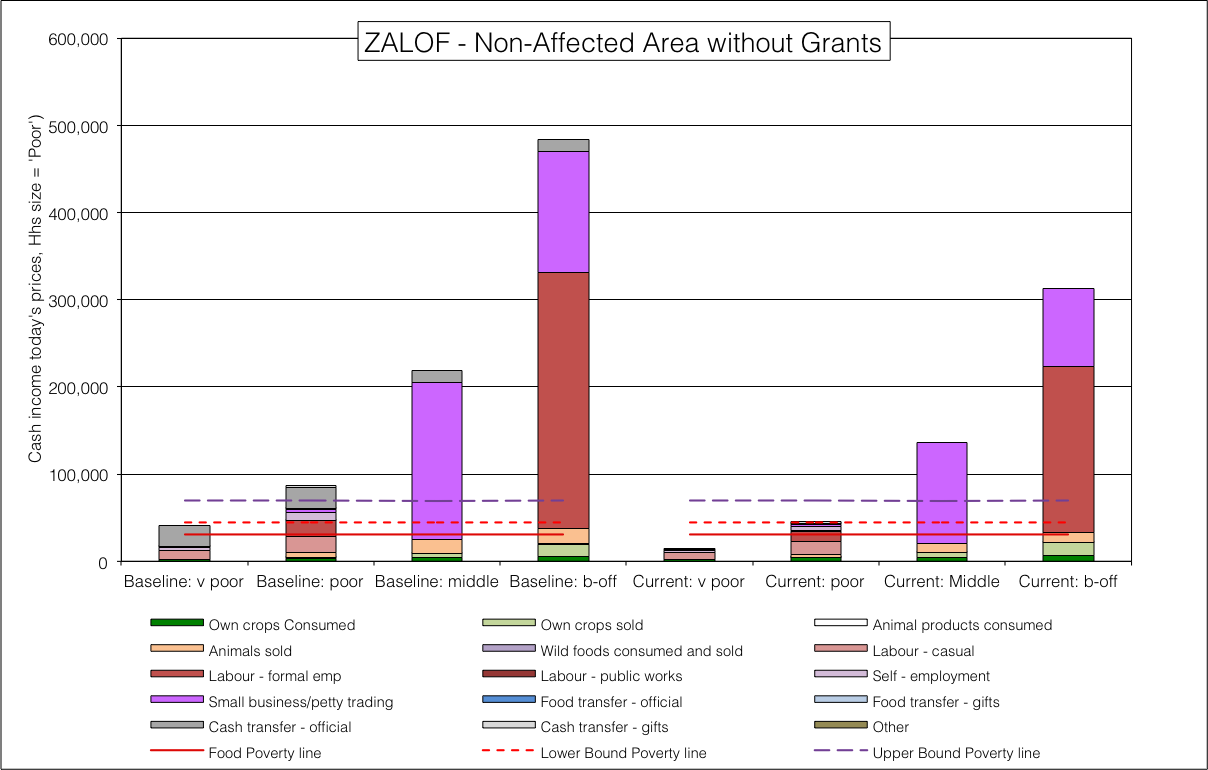 ZALOF - Non-Affected Area without Grants
Cash income today's prices, Hhs size = 'Poor')
600,000
500,000
400,000
300,000
200,000
100,000
0
Baseline: v poor Baseline: poor Baseline: middle Baseline: b-off Current: v poor Current: poor Current: Middle Current: b-off
Own crops Consumed Own crops sold Animal products consumed
Animals sold Wild foods consumed and sold Labour - casual
Labour - formal emp Labour - public works Self - employment
Small business/petty trading Food transfer - official Food transfer - gifts
Cash transfer - official Cash transfer - gifts Other
Food Poverty line Lower Bound Poverty line Upper Bound Poverty line